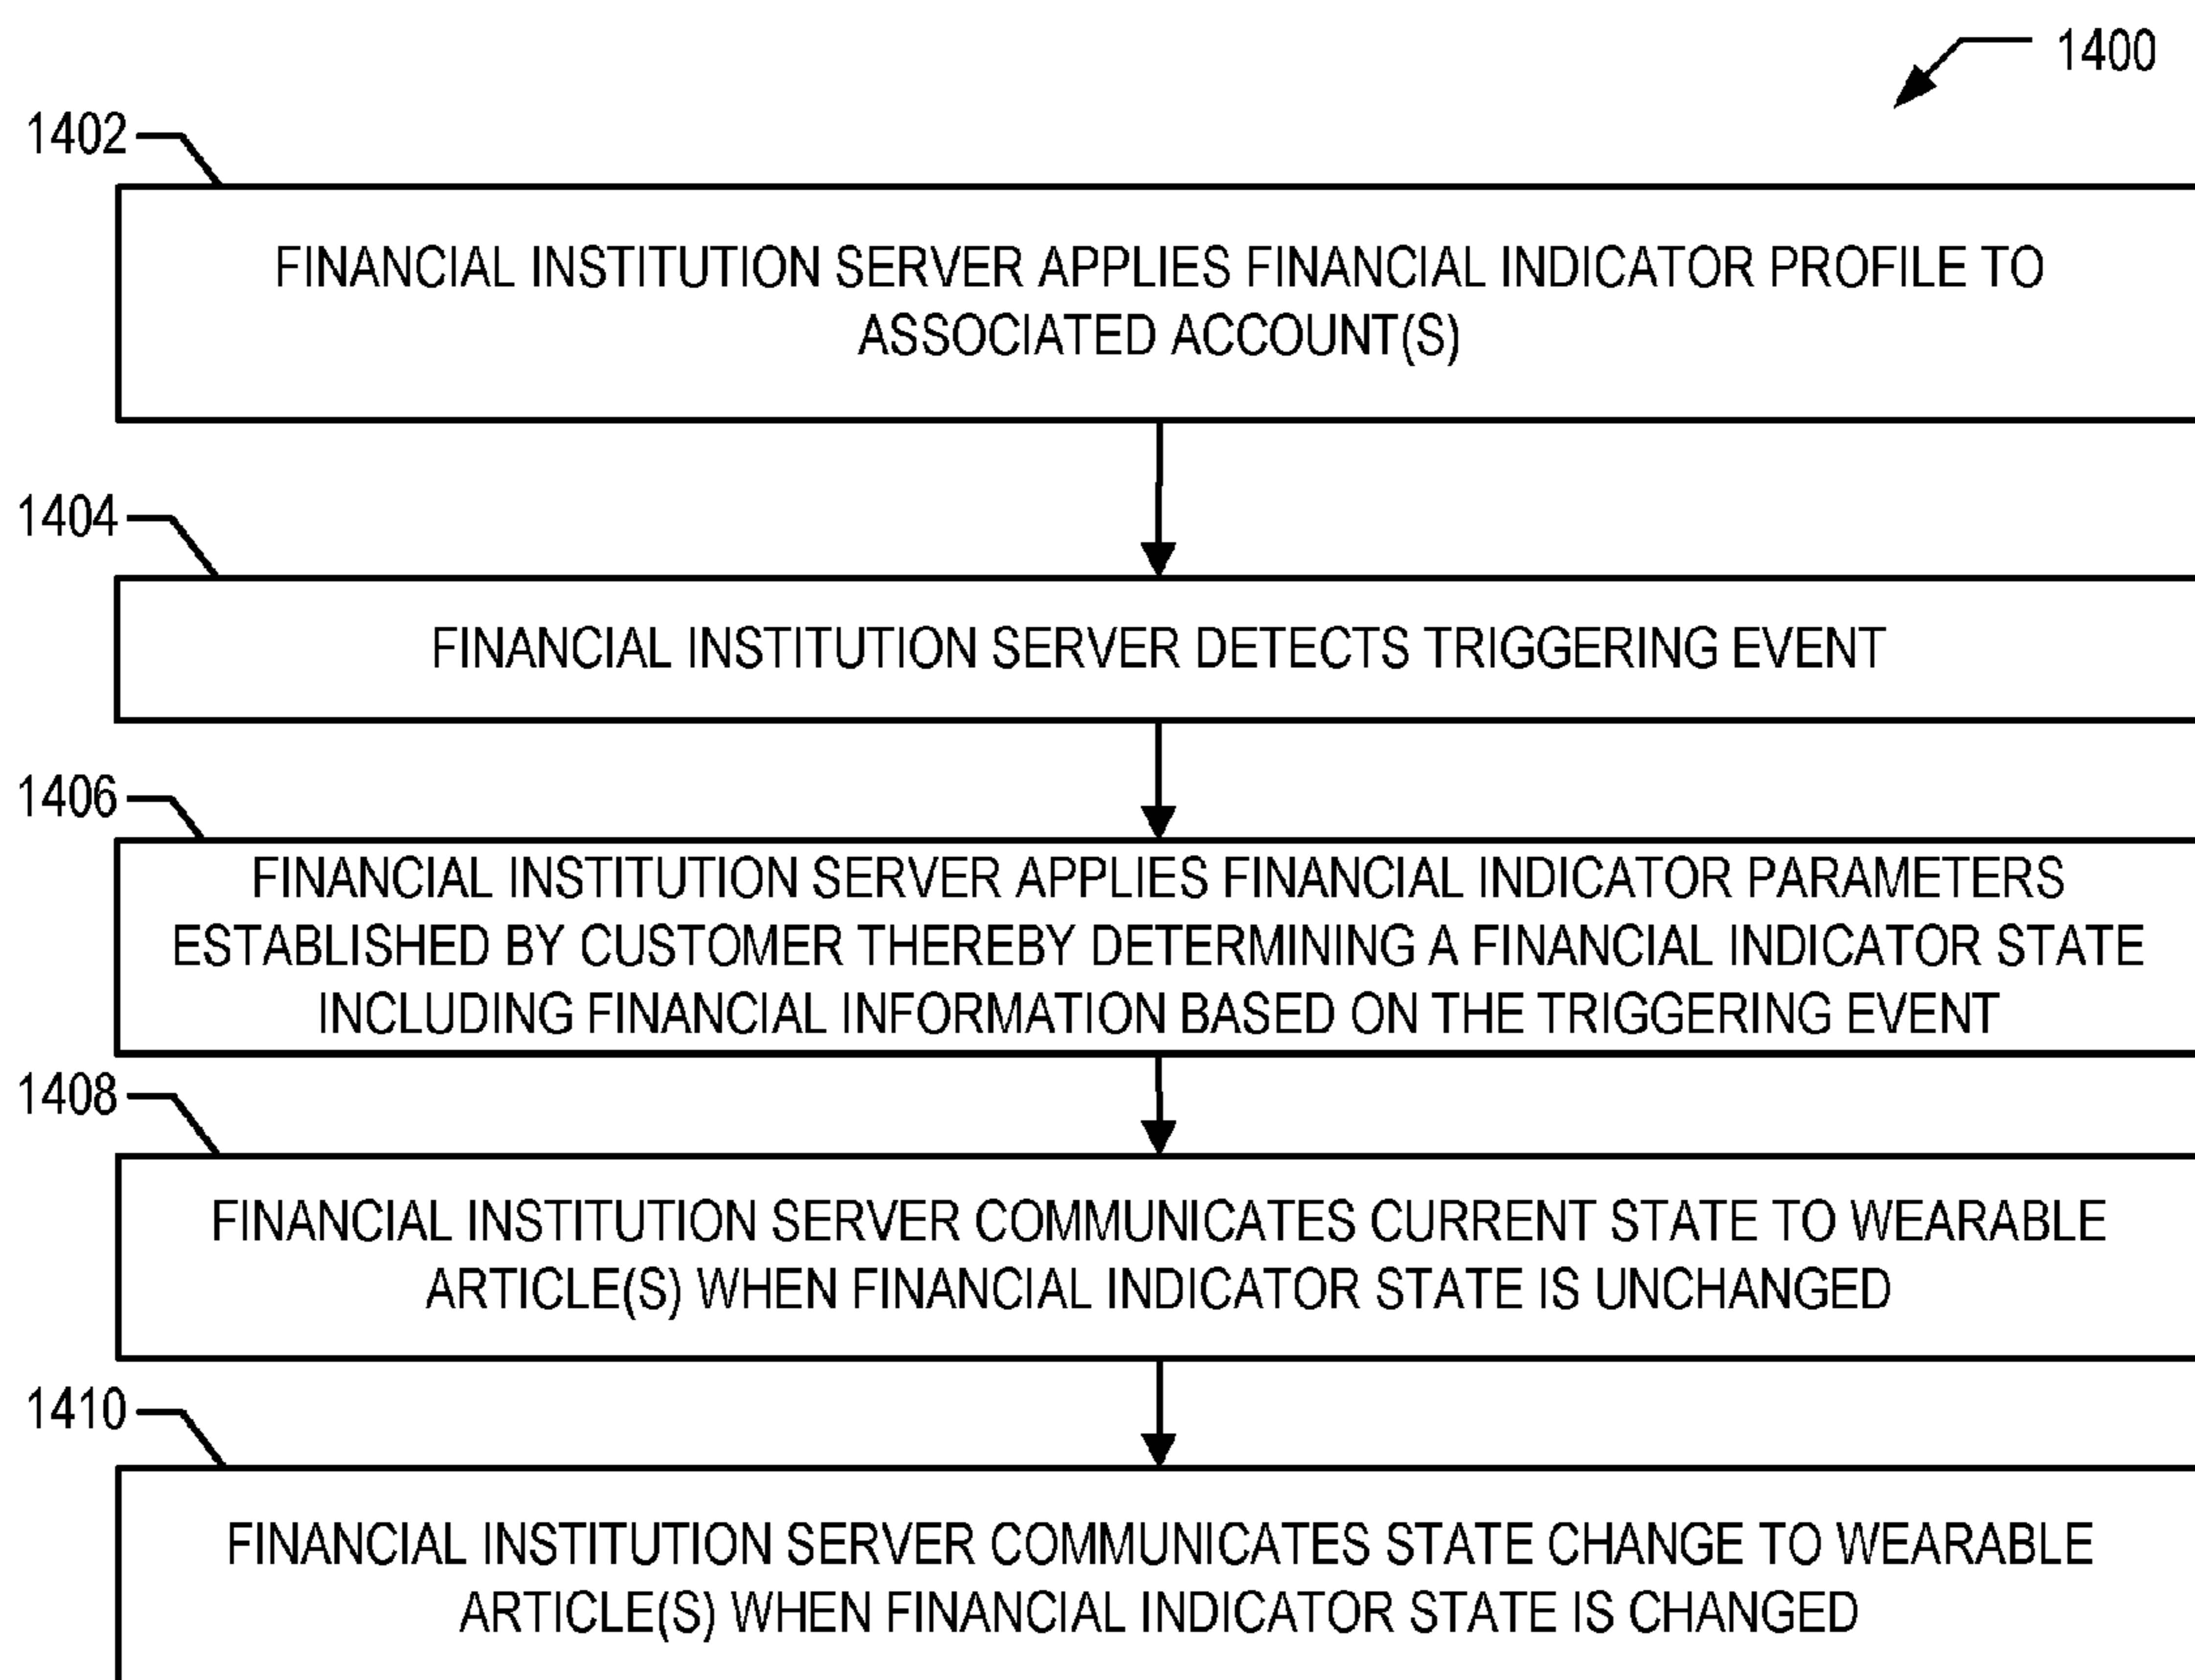 1400
1402
FINANCIAL INSTITUTION SERVER APPLIES FINANCIAL INDICATOR PROFILE TO
ASSOCIATED ACCOUNT(S)
1404
FINANCIAL INSTITUTION SERVER DETECTS TRIGGERING EVENT
1406
FINANCIAL INSTITUTION SERVER APPLIES FINANCIAL INDICATOR PARAMETERS
ESTABLISHED BY CUSTOMER THEREBY DETERMINING A FINANCIAL INDICATOR STATE
INCLUDING FINANCIAL INFORMATION BASED ON THE TRIGGERING EVENT
1408
FINANCIAL INSTITUTION SERVER COMMUNICATES CURRENT STATE TO WEARABLE
ARTICLE(S) WHEN FINANCIAL INDICATOR STATE IS UNCHANGED
1410
FINANCIAL INSTITUTION SERVER COMMUNICATES STATE CHANGE TO WEARABLE
ARTICLE(S) WHEN FINANCIAL INDICATOR STATE IS CHANGED